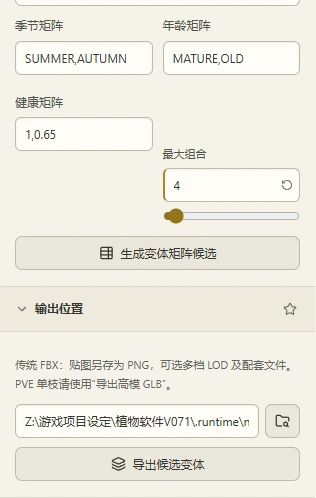 季节矩阵
年龄矩阵
SUMMER,AUTUMN
MATURE,OLD
健康矩阵
1,0.65
最大组合
4
生成变体矩阵候选
输出位置
传统 FBX：贴图另存为 PNG，可选多档 LOD 及配套文件。
PVE 单枝请使用“导出高模 GLB”。
Z:\游戏项目设定\植物软件V071\.runtime\
导出候选变体